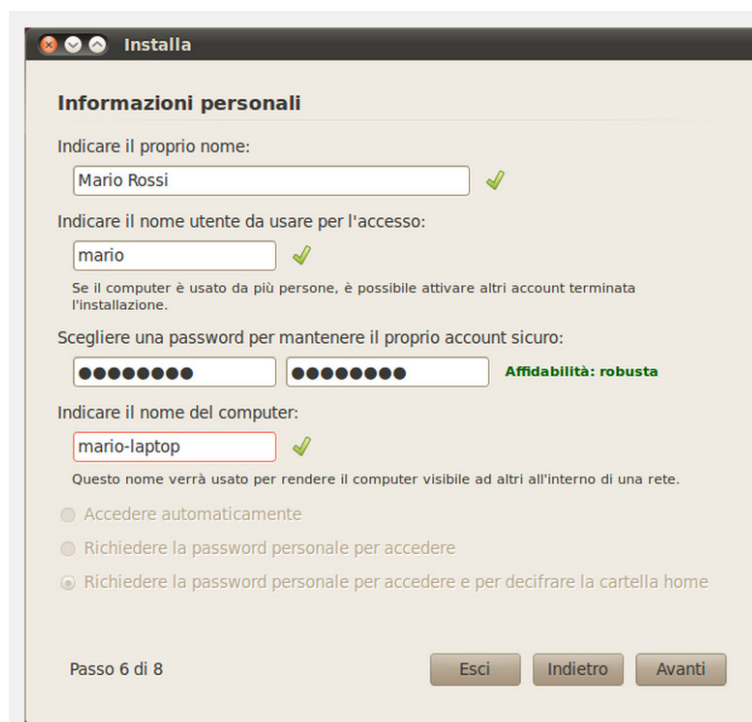 Installa
Informazioni personali
Indicare il proprio nome:
Mario Rossi
Indicare il nome utente da usare per l'accesso:
mario
Se il computer è usato da più persone, è possibile attivare altri account terminata
l'installazione.
Scegliere una password per mantenere il proprio account sicuro:
●●●●●●●● ●●●●●●●● Affidabilità: robusta
Indicare il nome del computer:
mario-laptop
Questo nome verrà usato per rendere il computer visibile ad altri all'interno di una rete.
Accedere automaticamente
Richiedere la password personale per accedere
Richiedere la password personale per accedere e per decifrare la cartella home
Passo 6 di 8 Esci Indietro Avanti